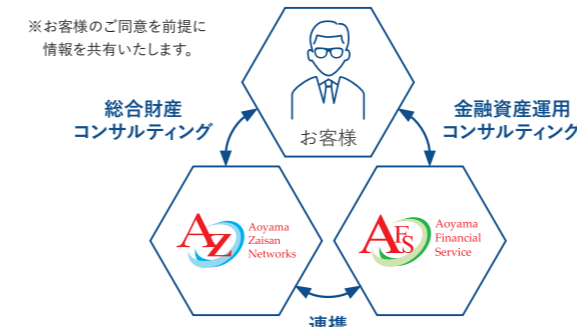 ※お客様のご同意を前提に
情報を共有いたします。
総合財産
コンサルティング
金融資産運用
コンサルティング
お客様
AZ
Aoyama
Zaisan
Networks
AFS
Aoyama
Financial
Service
連携